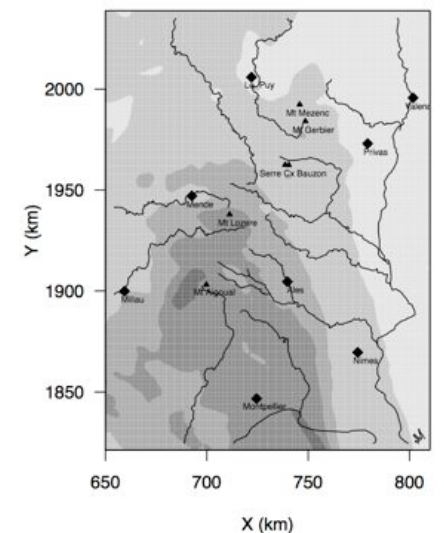 2000
1950
1900
1850
Y (km)
650
700
750
800
X (km)
Le Puy
Valence
Mt Mezenc
Mt Gerbier
Privas
Serre Cx Bauzon
Mende
Mt Lozere
Millau
Mt Aigoual
Ales
Nimes
Montpellier